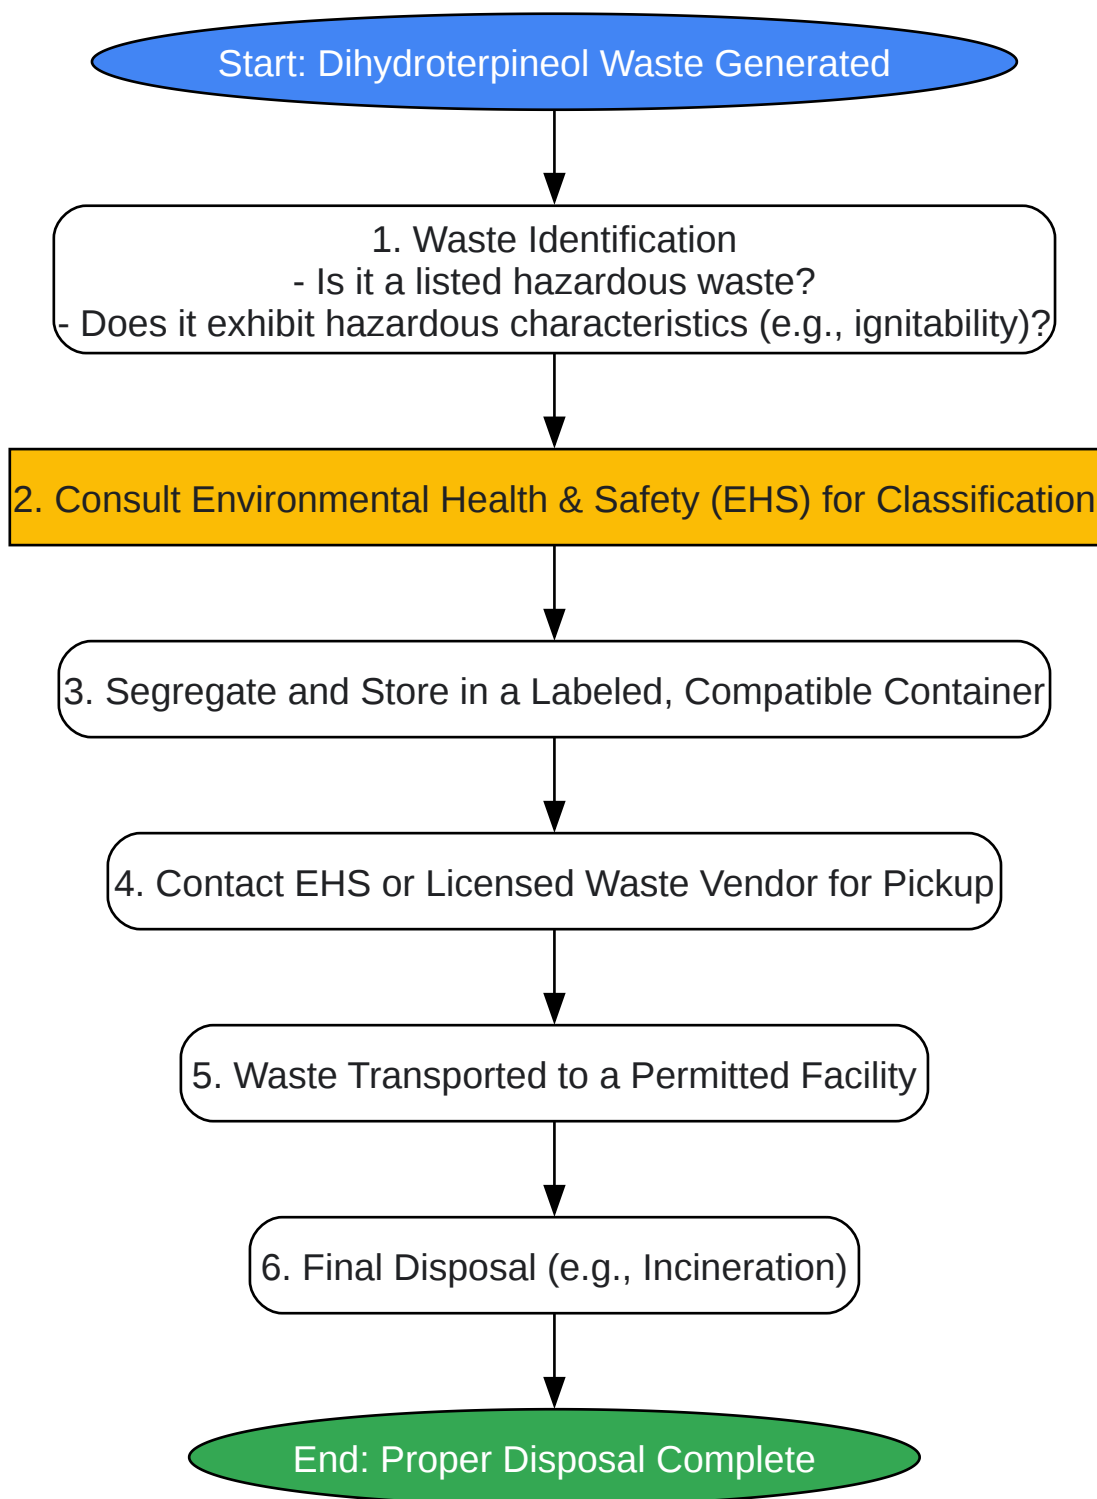 Start: Dihydroterpineol Waste Generated
1. Waste Identification
- Is it a listed hazardous waste?
- Does it exhibit hazardous characteristics (e.g., ignitability)?
2. Consult Environmental Health & Safety (EHS) for Classification
3. Segregate and Store in a Labeled, Compatible Container
4. Contact EHS or Licensed Waste Vendor for Pickup
5. Waste Transported to a Permitted Facility
6. Final Disposal (e.g., Incineration)
End: Proper Disposal Complete